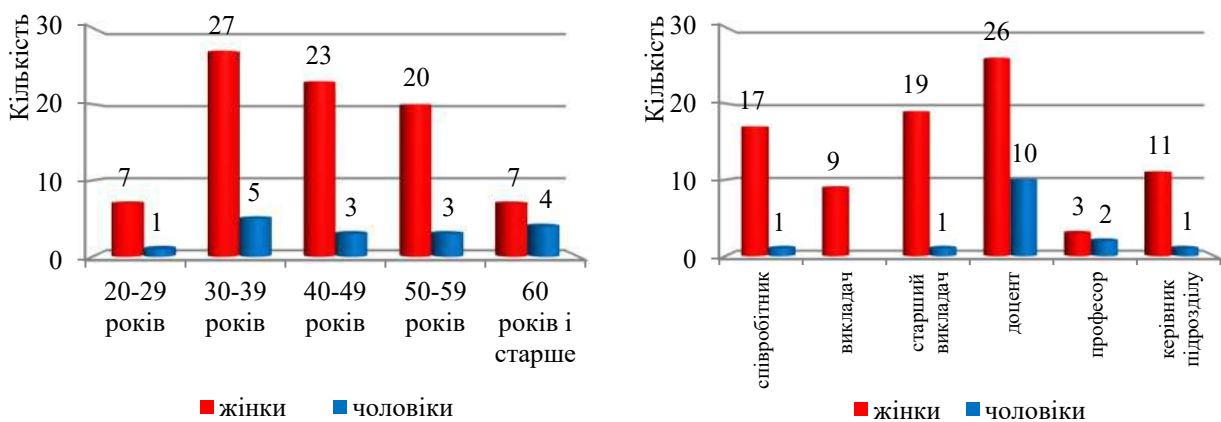 Кількість
30
20
10
0
7
1
27
5
23
3
20
3
7
4
20-29
років
30-39
років
40-49
років
50-59
років
60
років і
старше
жінки
чоловіки
Кількість
30
20
10
0
17
1
9
19
1
26
10
3
2
11
1
співробітник
викладач
старший
викладач
доцент
професор
керівник
підрозділу
жінки
чоловіки